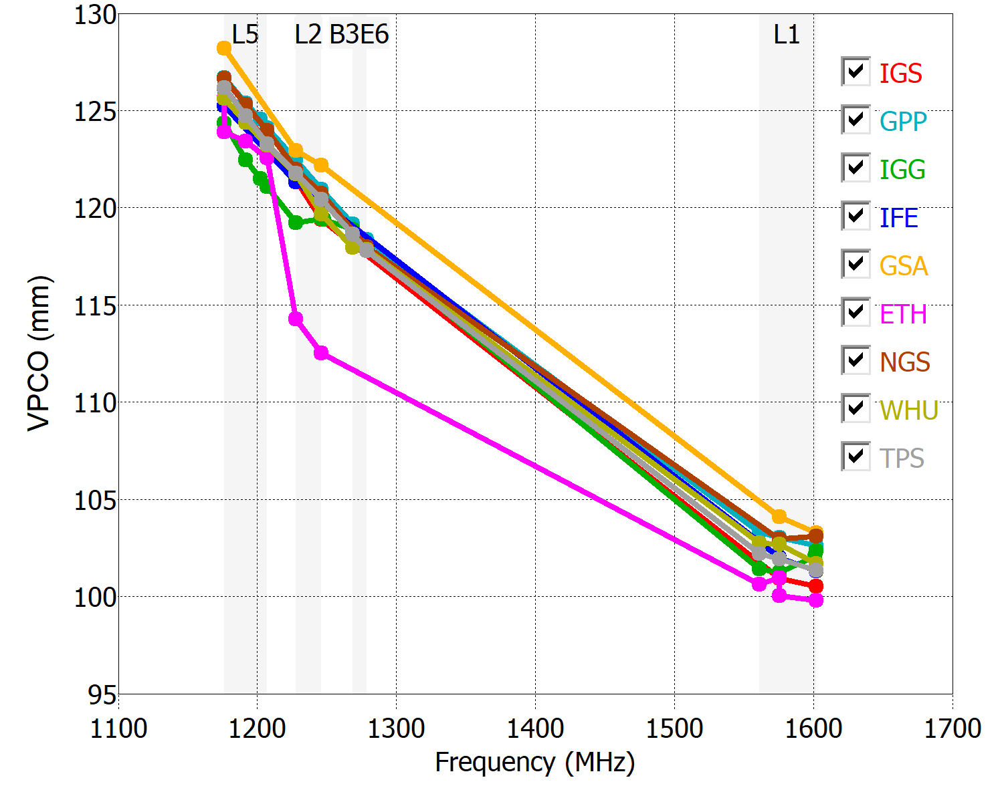 130
125
120
115
110
105
100
95
VPCO (mm)
L5 L2 B3E6 L1
IGS
GPP
IGG
IFE
GSA
ETH
NGS
WHU
TPS
1100 1200 1300 1400 1500 1600 1700
Frequency (MHz)